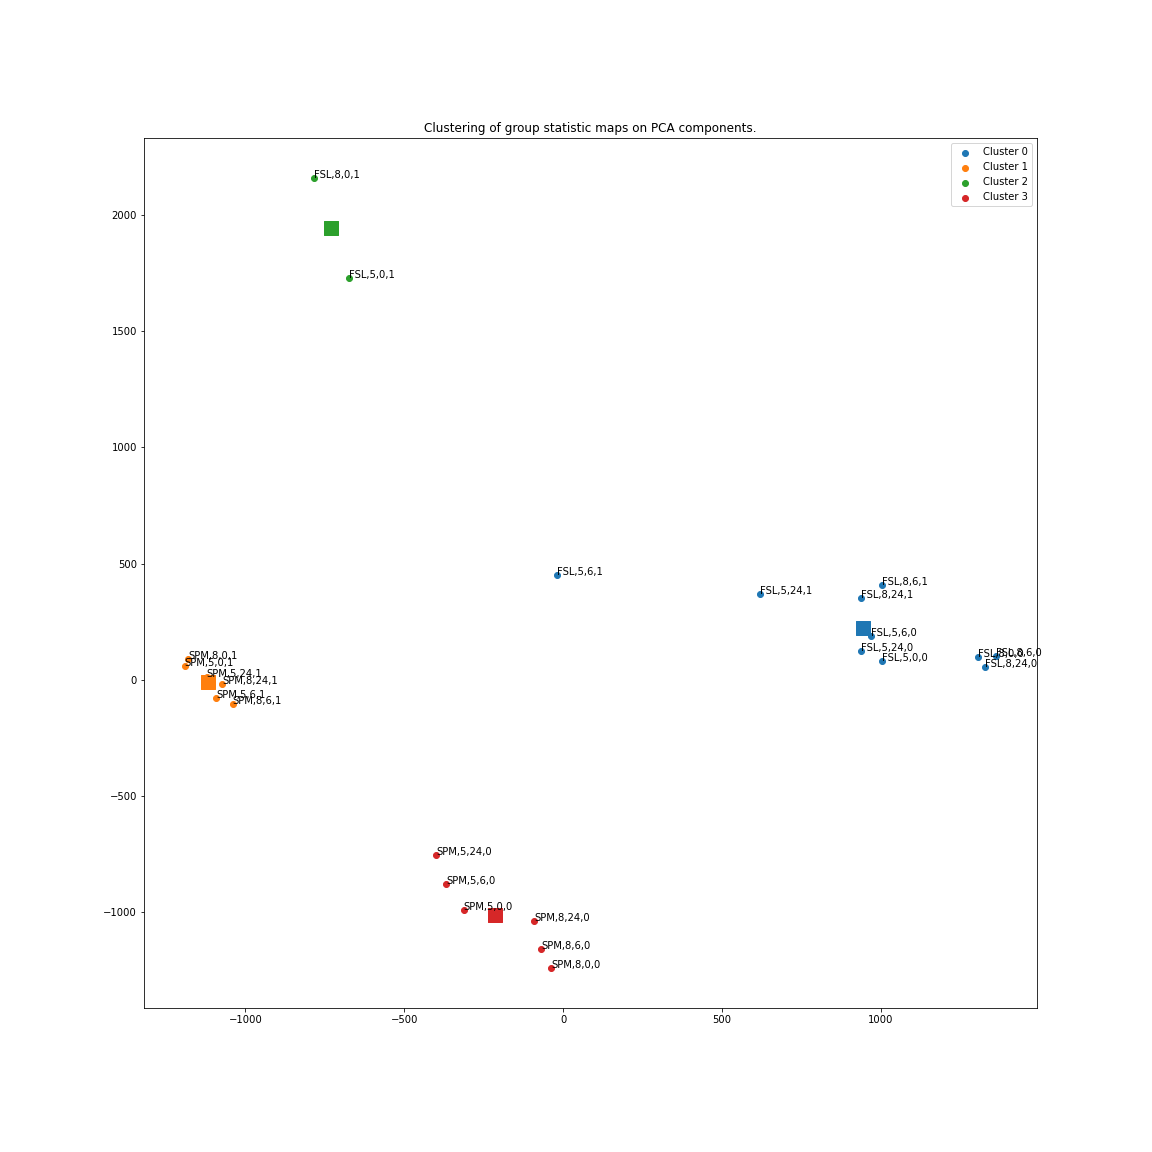 Clustering of group statistic maps on PCA components.
Cluster 0
Cluster 1
Cluster 2
Cluster 3
FSL,8,0,1
2000
FSL,5,0,1
1500
1000
500
FSL,5,6,1
FSL,8,6,1
FSL,5,24,1
FSL,8,24,1
FSL,5,6,0
FSL,5,24,0
FSL,5,0,0
FSL,8,0,0
FSL,8,6,0
FSL,8,24,0
SPM,8,0,1
SPM,5,0,1
SPM,5,24,1
SPM,8,24,1
SPM,5,6,1
SPM,8,6,1
0
−500
SPM,5,24,0
SPM,5,6,0
SPM,5,0,0
SPM,8,24,0
−1000
SPM,8,6,0
SPM,8,0,0
−1000 −500 0 500 1000